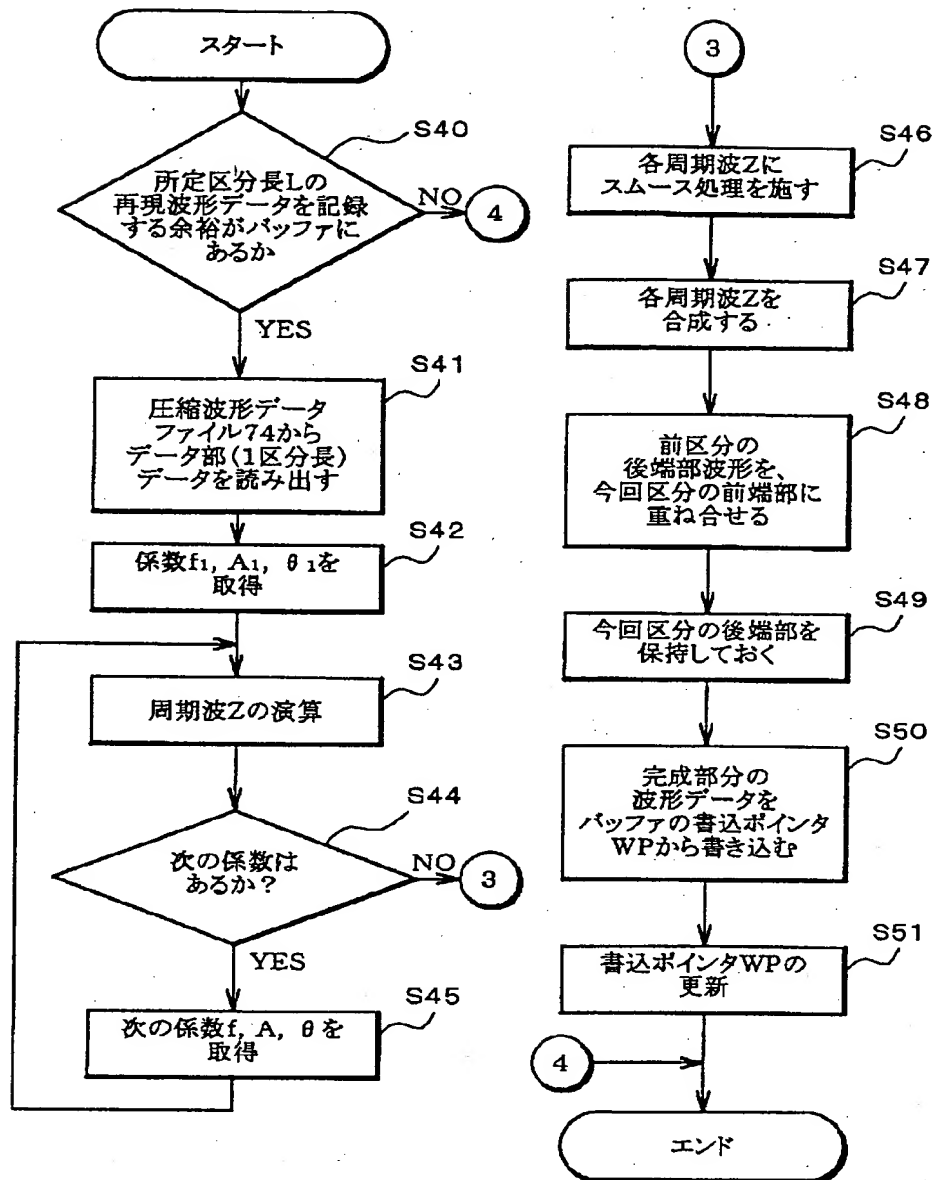 スタート
S40
所定区分長Lの
再現波形データを記録
する余裕がバッファに
あるか
NO
4
YES
S41
圧縮波形データ
ファイル74から
データ部(1区分長)
データを読み出す
S42
係数f1, A1, θ1を
取得
S43
周期波Zの演算
S44
次の係数は
あるか?
NO
3
YES
S45
次の係数f, A, θを
取得
3
S46
各周期波Zに
スムース処理を施す
S47
各周期波Zを
合成する
S48
前区分の
後端部波形を、
今回区分の前端部に
重ね合せる
S49
今回区分の後端部を
保持しておく
S50
完成部分の
波形データを
バッファの書込ポインタ
WPから書き込む
S51
書込ポインタWPの
更新
4
エンド